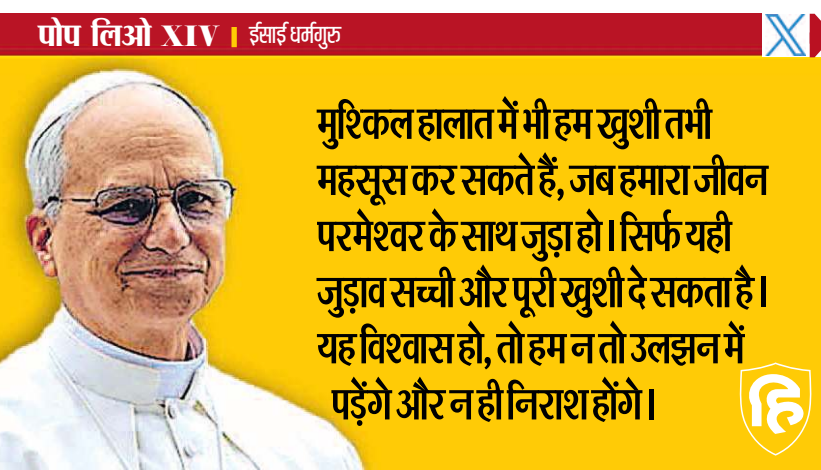 पोप लिओ XIV | ईसाई धर्मगुरु
मुश्किल हालात में भी हम खुशी तभी
महसूस कर सकते हैं, जब हमारा जीवन
परमेश्वर के साथ जुड़ा हो। सिर्फ यही
जुड़ाव सच्ची और पूरी खुशी दे सकता है।
यह विश्वास हो, तो हम न तो उलझन में
पड़ेंगे और न ही निराश होंगे।
हि